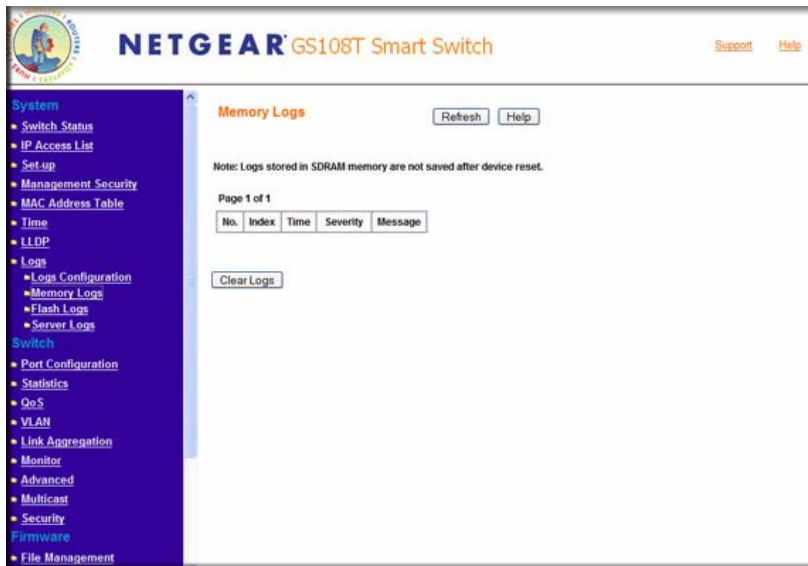 NETGEAR GS108T Smart Switch
Support Help
System
Switch Status
IP Access List
Set-up
Management Security
MAC Address Table
Time
LLDP
Logs
Logs Configuration
Memory Logs
Flash Logs
Server Logs
Switch
Port Configuration
Statistics
QoS
VLAN
Link Aggregation
Monitor
Advanced
Multicast
Security
Firmware
File Management
Memory Logs
Refresh Help
Note: Logs stored in SDRAM memory are not saved after device reset.
Page 1 of 1
No. Index Time Severity Message
Clear Logs